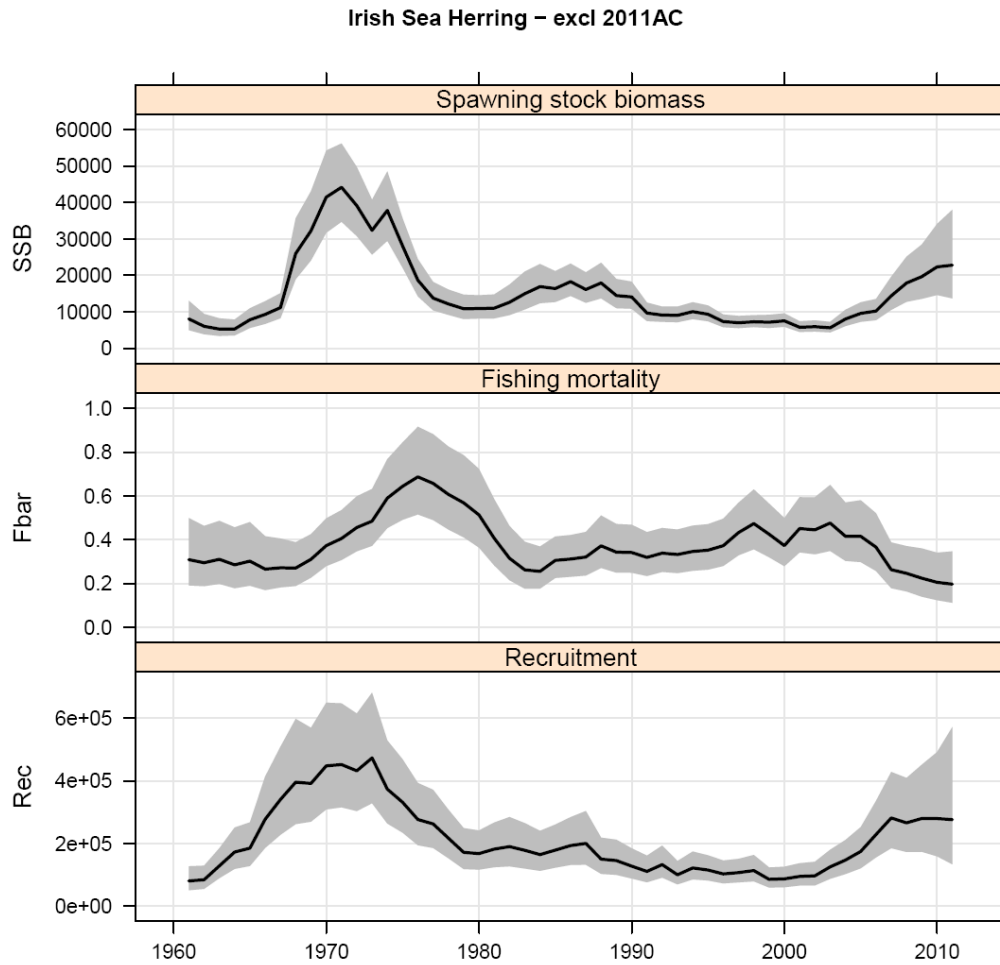 Irish Sea Herring − excl 2011AC
Spawning stock biomass
60000
50000
40000
30000
20000
10000
0
SSB
Fishing mortality
1.0
0.8
0.6
0.4
0.2
0.0
Fbar
Recruitment
6e+05
4e+05
2e+05
0e+00
Rec
1960 1970 1980 1990 2000 2010